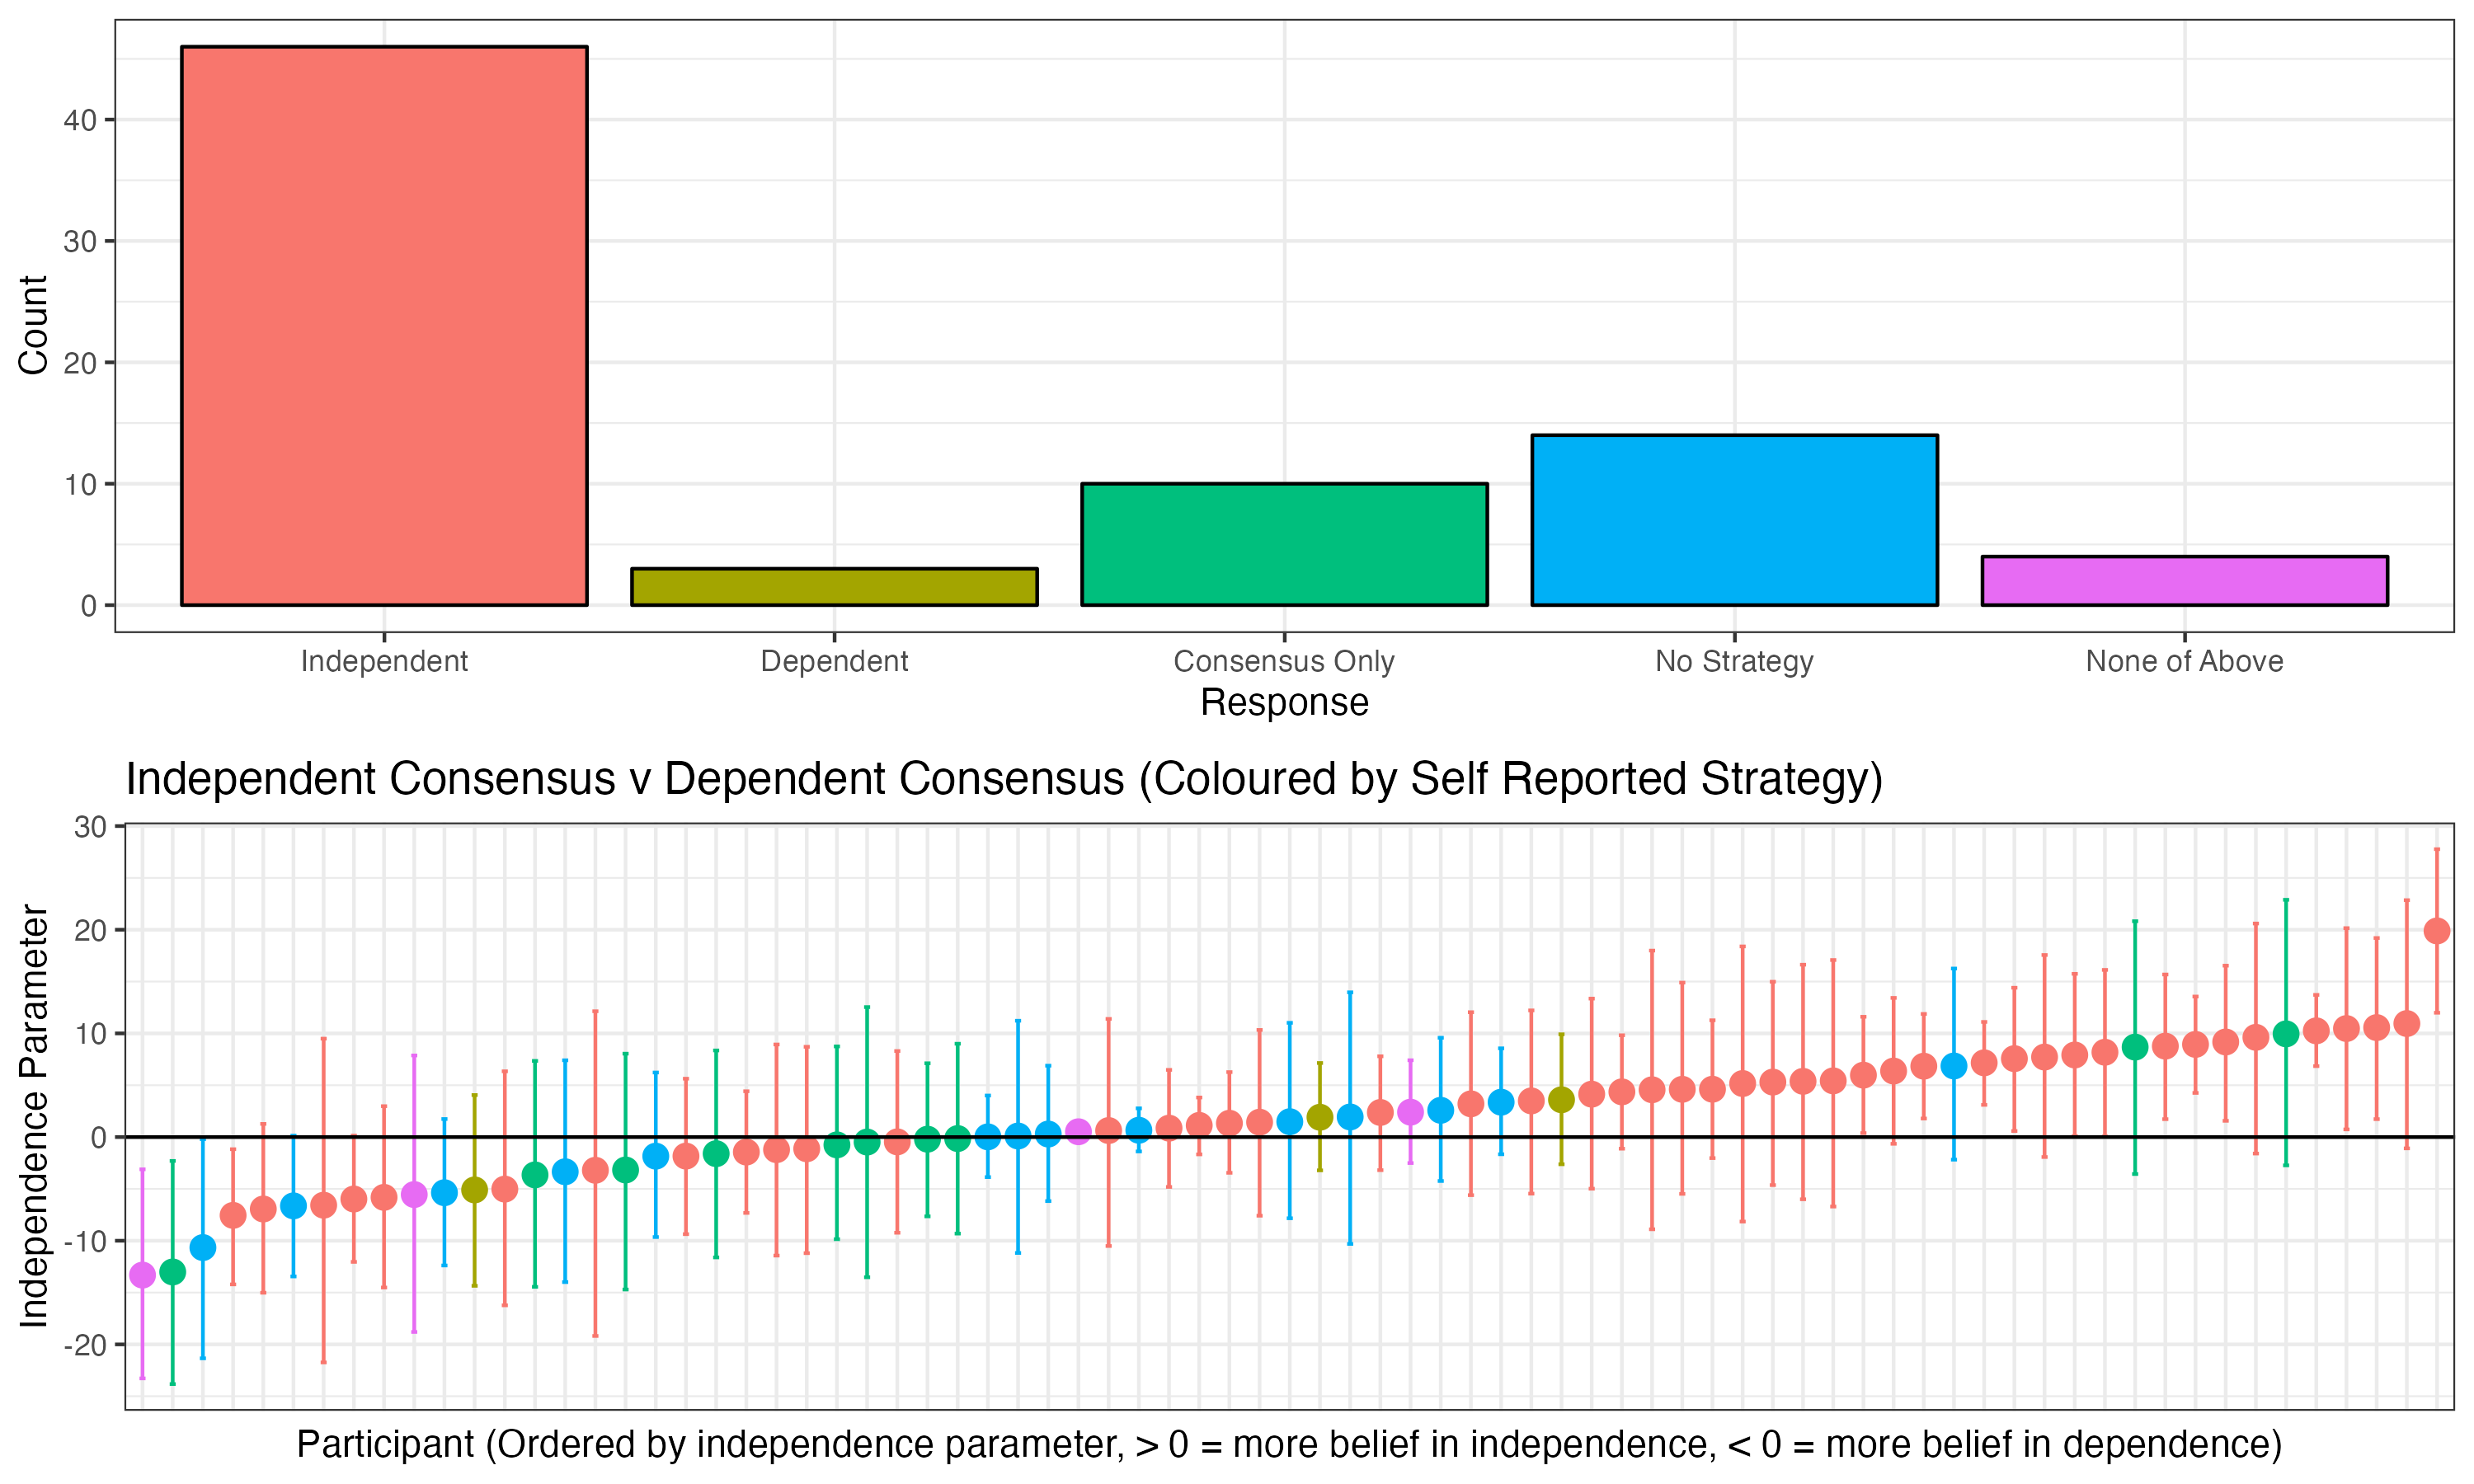 40
30
20
10
0
Count
Independent
Dependent
Consensus Only
No Strategy
None of Above
Response
Independent Consensus v Dependent Consensus (Coloured by Self Reported Strategy)
30
20
10
0
-10
-20
Independence Parameter
Participant (Ordered by independence parameter, > 0 = more belief in independence, < 0 = more belief in dependence)